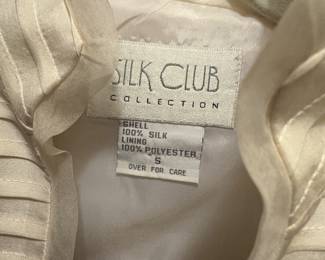 SILK CLUB
COLLECTION
SHELL
100% SILK
LINING
100% POLYESTER
S
OVER FOR CARE